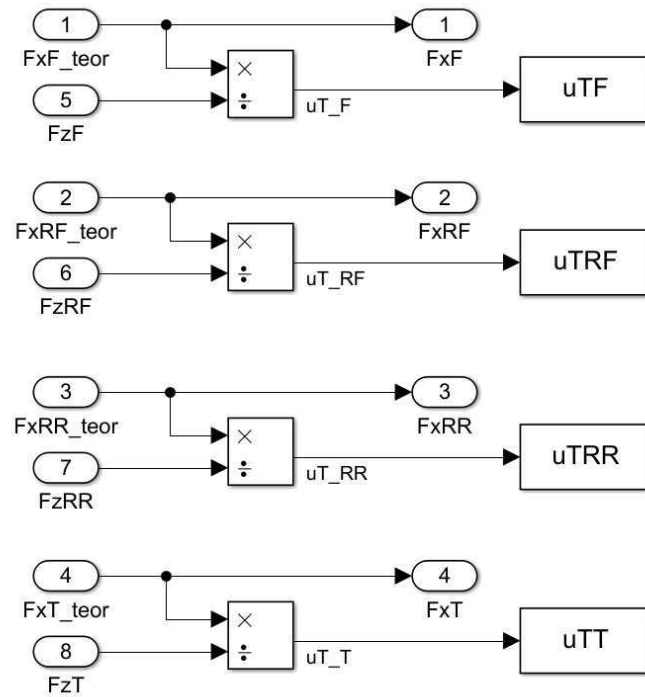 1
FxF_teor
1
FxF
×
÷
5
FzF
uT_F
uTF
2
FxRF_teor
2
FxRF
×
÷
6
FzRF
uT_RF
uTRF
3
FxRR_teor
3
FxRR
×
÷
7
FzRR
uT_RR
uTRR
4
FxT_teor
4
FxT
×
÷
8
FzT
uT_T
uTT